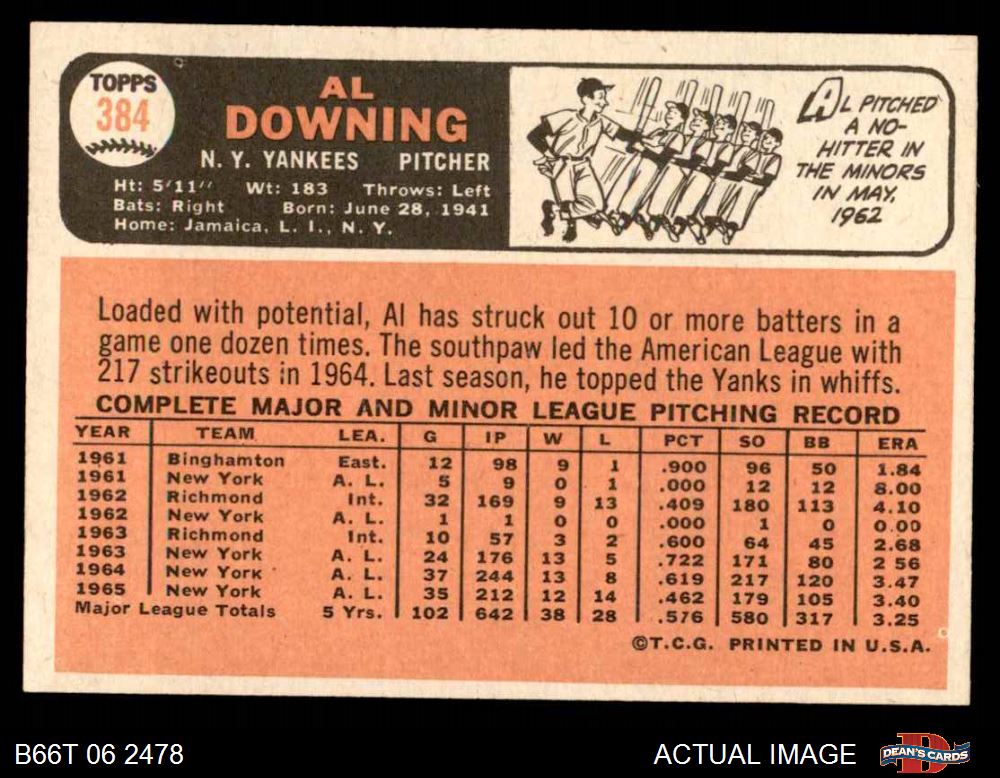 TOPPS
384
AL
DOWNING
N. Y. YANKEES PITCHER
Ht: 5'11" Wt: 183 Throws: Left
Bats: Right Born: June 28, 1941
Home: Jamaica, L. I., N. Y.
AL PITCHED
A NO-
HITTER IN
THE MINORS
IN MAY,
1962
Loaded with potential, Al has struck out 10 or more batters in a
game one dozen times. The southpaw led the American League with
217 strikeouts in 1964. Last season, he topped the Yanks in whiffs.
COMPLETE MAJOR AND MINOR LEAGUE PITCHING RECORD
YEAR TEAM LEA. G IP W L PCT SO BB ERA
1961 Binghamton East. 12 98 9 1 .900 96 50 1.84
1961 New York A. L. 5 9 0 1 .000 12 12 8.00
1962 Richmond Int. 32 169 9 13 .409 180 113 4.10
1962 New York A. L. 1 1 0 0 .000 1 0 0.00
1963 Richmond Int. 10 57 3 2 .600 64 45 2.68
1963 New York A. L. 24 176 13 5 .722 171 80 2 56
1964 New York A. L. 37 244 13 8 .619 217 120 3.47
1965 New York A. L. 35 212 12 14 .462 179 105 3.40
Major League Totals 5 Yrs. 102 642 38 28 .576 580 317 3.25
©T.C.G. PRINTED IN U.S.A.
B66T 06 2478
ACTUAL IMAGE
DEAN'S CARDS